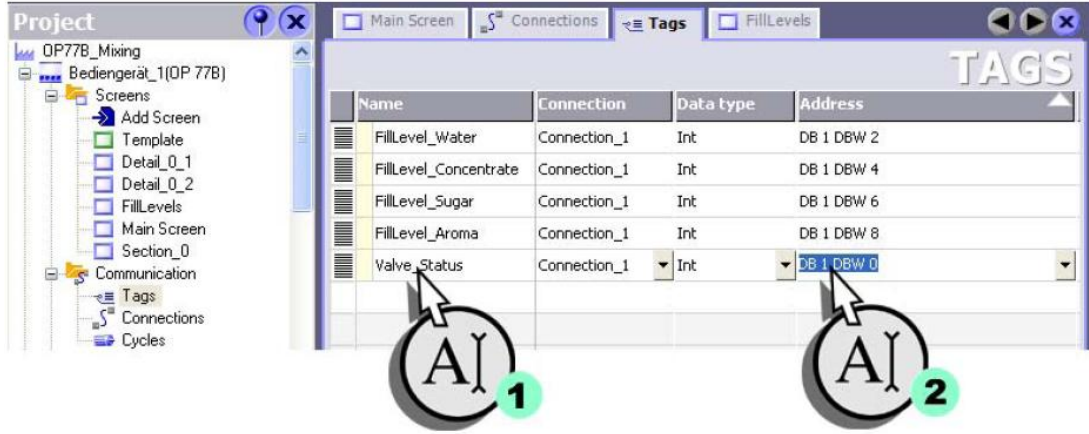 Project
OP77B_Mixing
Bediengerät_1(OP 77B)
Screens
Add Screen
Template
Detail_0_1
Detail_0_2
FillLevels
Main Screen
Section_0
Communication
Tags
Connections
Cycles
Main Screen Connections Tags FillLevels
TAGS
Name Connection Data type Address
FillLevel_Water Connection_1 Int DB 1 DBW 2
FillLevel_Concentrate Connection_1 Int DB 1 DBW 4
FillLevel_Sugar Connection_1 Int DB 1 DBW 6
FillLevel_Aroma Connection_1 Int DB 1 DBW 8
Valve_Status Connection_1 Int DB 1 DBW 0
A 1 A 2